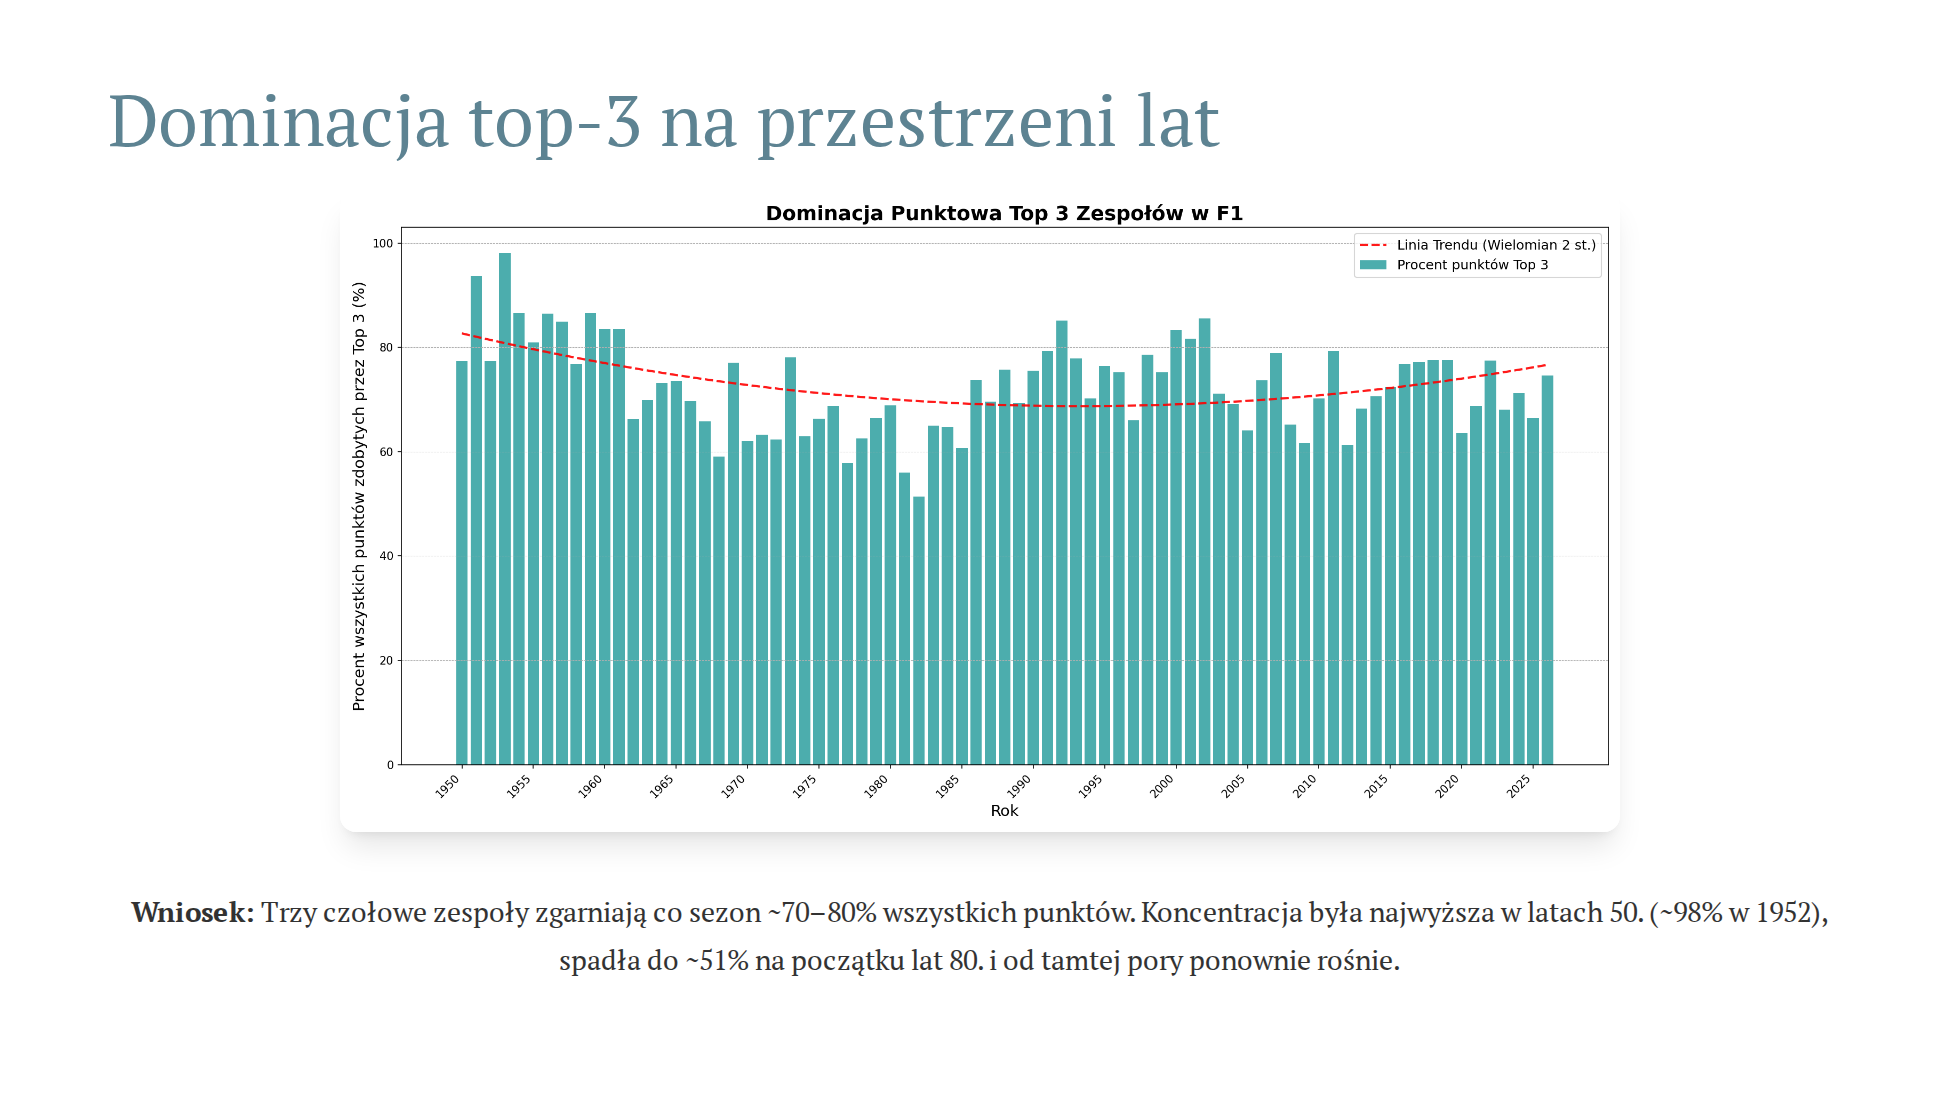 Dominacja top-3 na przestrzeni lat
Dominacja Punktowa Top 3 Zespołów w F1
Linia Trendu (Wielomian 2 st.)
Procent punktów Top 3
Procent wszystkich punktów zdobytych przez Top 3 (%)
100
80
60
40
20
0
1950
1955
1960
1965
1970
1975
1980
1985
1990
1995
2000
2005
2010
2015
2020
2025
Rok
Wniosek: Trzy czołowe zespoły zgarniają co sezon ~70–80% wszystkich punktów. Koncentracja była najwyższa w latach 50. (~98% w 1952),
spadła do ~51% na początku lat 80. i od tamtej pory ponownie rośnie.